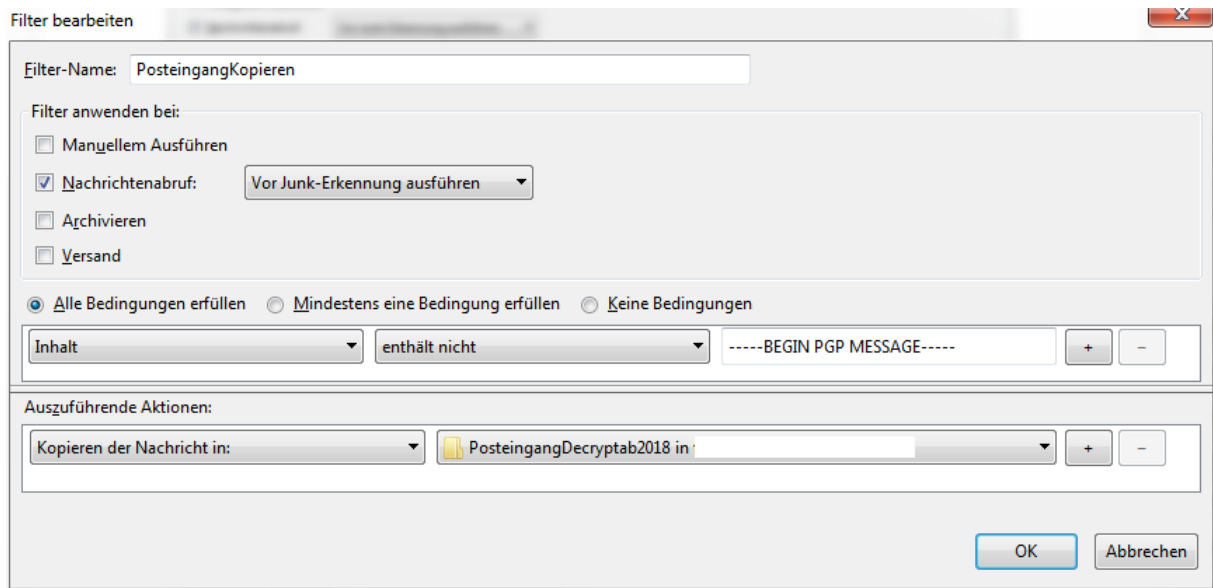 Filter bearbeiten
Filter-Name: PosteingangKopieren
Filter anwenden bei:
Manuellem Ausführen
Nachrichtenabruf: Vor Junk-Erkennung ausführen
Archivieren
Versand
Alle Bedingungen erfüllen Mindestens eine Bedingung erfüllen Keine Bedingungen
Inhalt enthält nicht -----BEGIN PGP MESSAGE----- + -
Auszuführende Aktionen:
Kopieren der Nachricht in: PosteingangDecryptab2018 in + -
OK Abbrechen